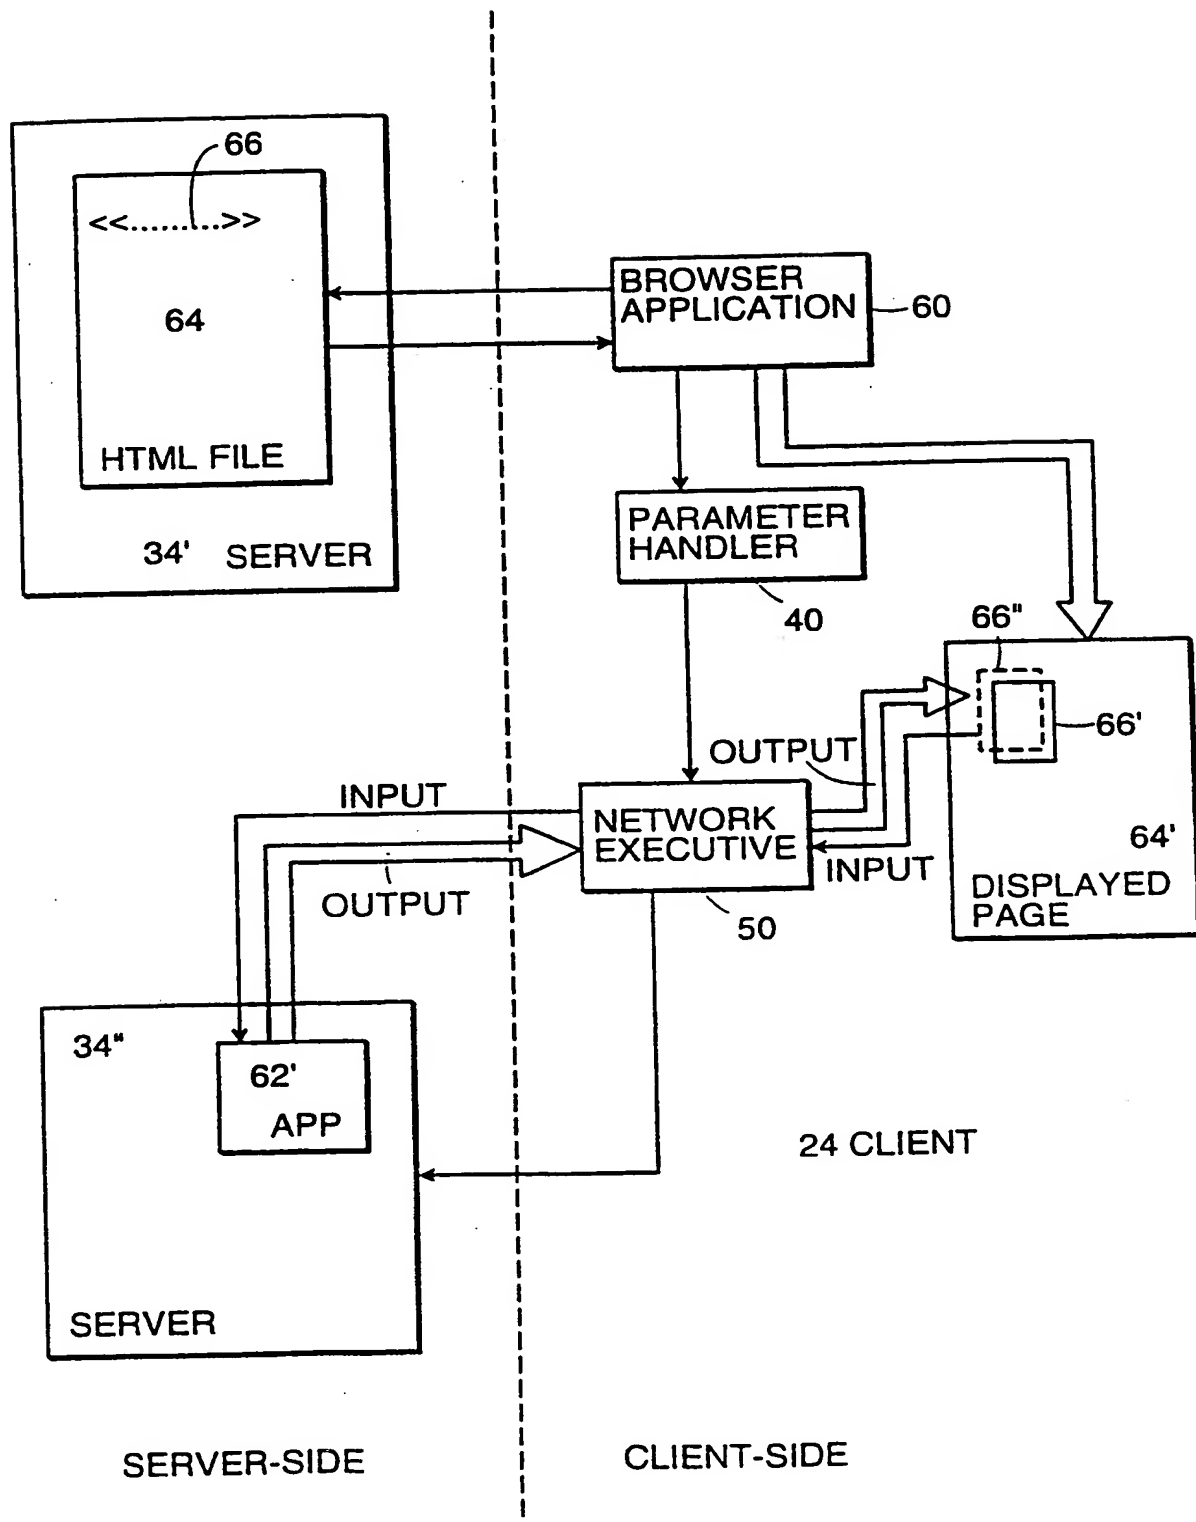 66
<<.........>>
64
HTML FILE
34' SERVER
BROWSER
APPLICATION
60
PARAMETER
HANDLER
40
66"
66'
OUTPUT
INPUT
NETWORK
EXECUTIVE
INPUT
OUTPUT
50
64'
DISPLAYED
PAGE
34"
62'
APP
24 CLIENT
SERVER
SERVER-SIDE
CLIENT-SIDE